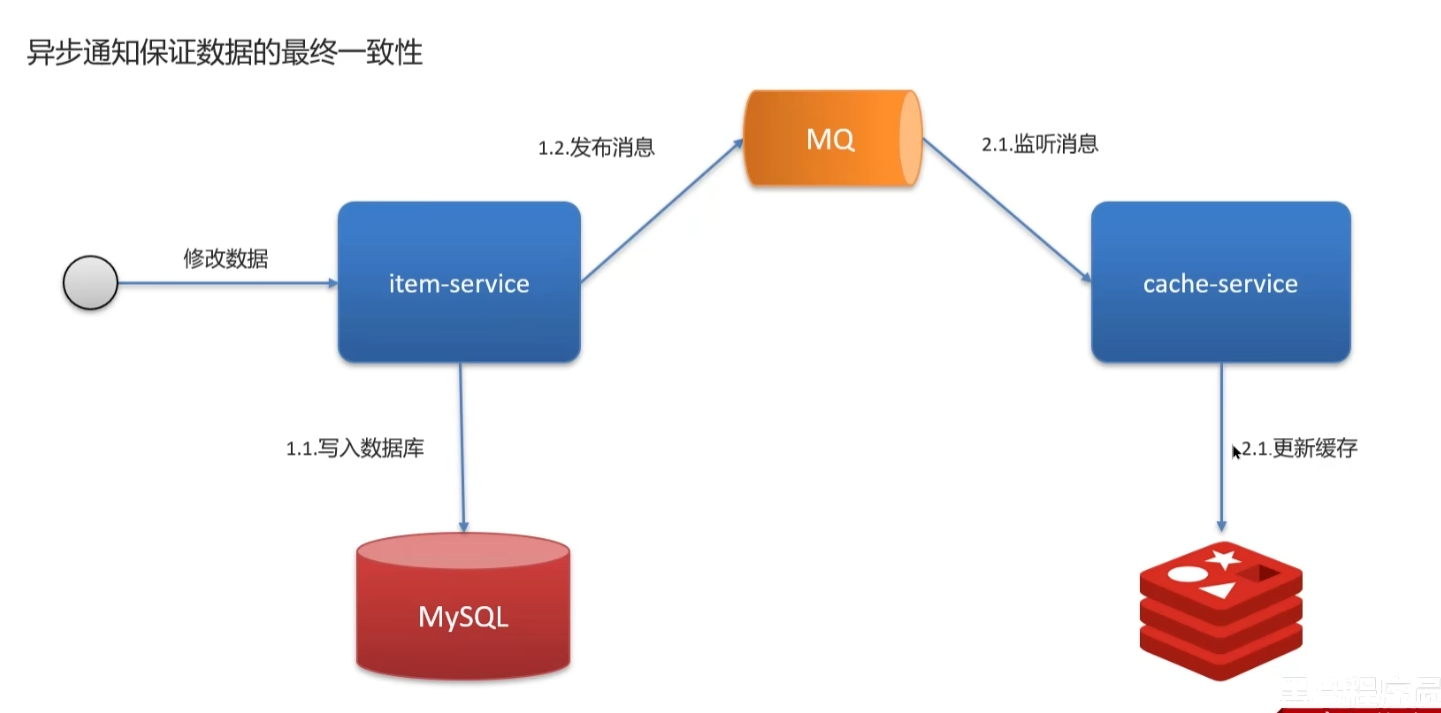 异步通知保证数据的最终一致性
MQ
1.2.发布消息
2.1.监听消息
修改数据
item-service
cache-service
1.1.写入数据库
2.1.更新缓存
MySQL